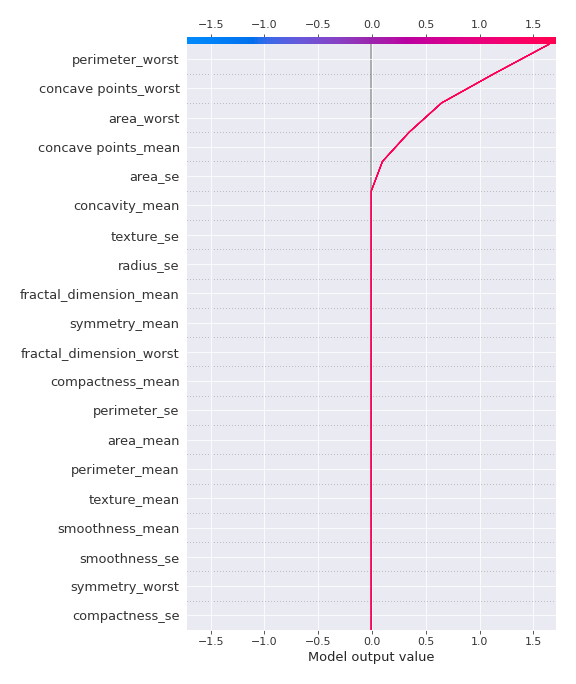 −1.5 −1.0 −0.5 0.0 0.5 1.0 1.5
perimeter_worst
concave points_worst
area_worst
concave points_mean
area_se
concavity_mean
texture_se
radius_se
fractal_dimension_mean
symmetry_mean
fractal_dimension_worst
compactness_mean
perimeter_se
area_mean
perimeter_mean
texture_mean
smoothness_mean
smoothness_se
symmetry_worst
compactness_se
−1.5 −1.0 −0.5 0.0 0.5 1.0 1.5
Model output value